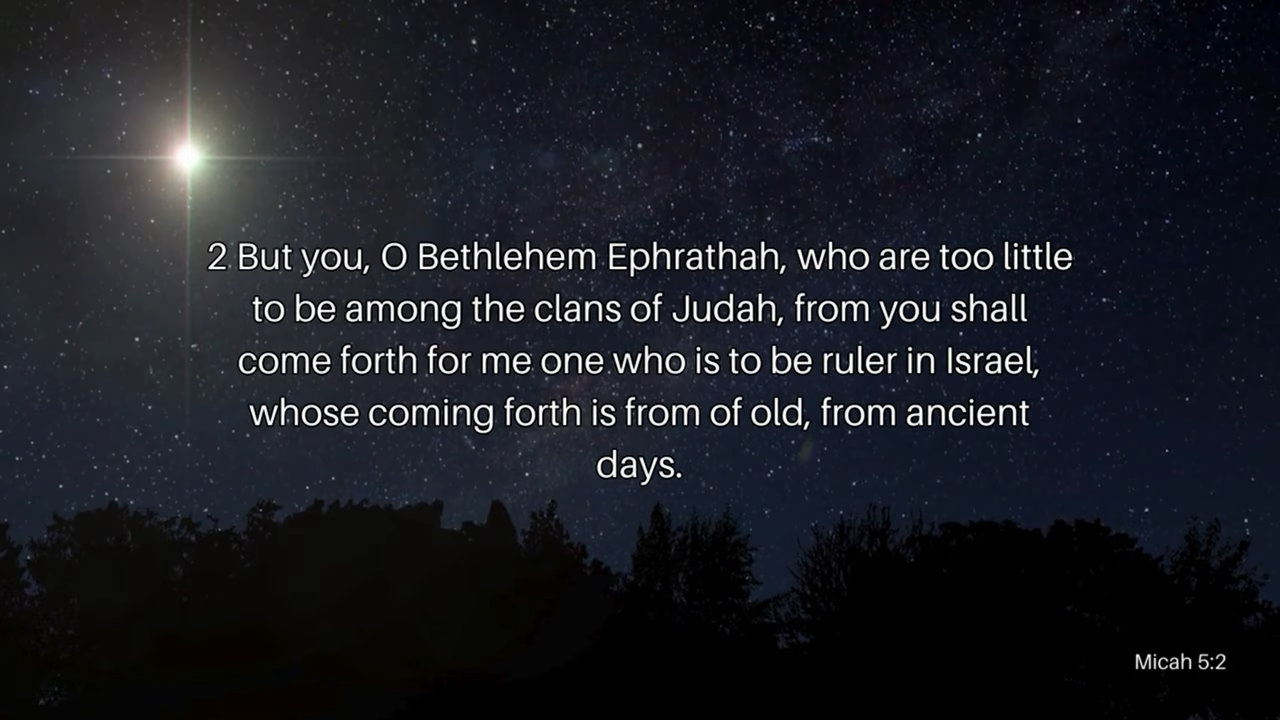 2 But you, O Bethlehem Ephrathah, who are too little
to be among the clans of Judah, from you shall
come forth for me one who is to be ruler in Israel,
whose coming forth is from of old, from ancient
days.
Micah 5:2